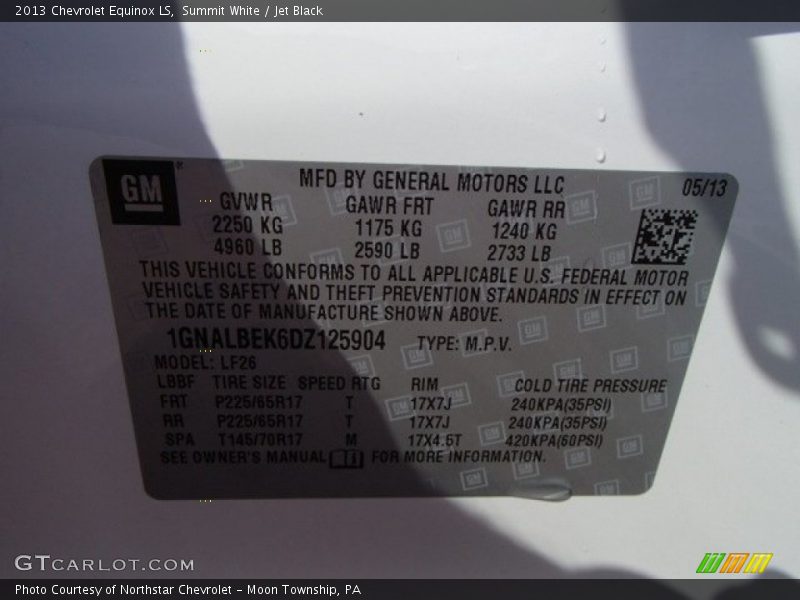 2013 Chevrolet Equinox LS, Summit White / Jet Black
GM
MFD BY GENERAL MOTORS LLC 05/13
GVWR GAWR FRT GAWR RR
2250 KG 1175 KG 1240 KG
4960 LB 2590 LB 2733 LB
THIS VEHICLE CONFORMS TO ALL APPLICABLE U.S. FEDERAL MOTOR
VEHICLE SAFETY AND THEFT PREVENTION STANDARDS IN EFFECT ON
THE DATE OF MANUFACTURE SHOWN ABOVE.
1GNALBEK6DZ125904 TYPE: M.P.V.
MODEL: LF26
LBBF TIRE SIZE SPEED RTG RIM COLD TIRE PRESSURE
FRT P225/65R17 T 17X7J 240KPA(35PSI)
RR P225/65R17 T 17X7J 240KPA(35PSI)
SPA T145/70R17 M 17X4.5T 420KPA(60PSI)
SEE OWNER'S MANUAL FOR MORE INFORMATION.
GTCARLOT.COM
Photo Courtesy of Northstar Chevrolet - Moon Township, PA